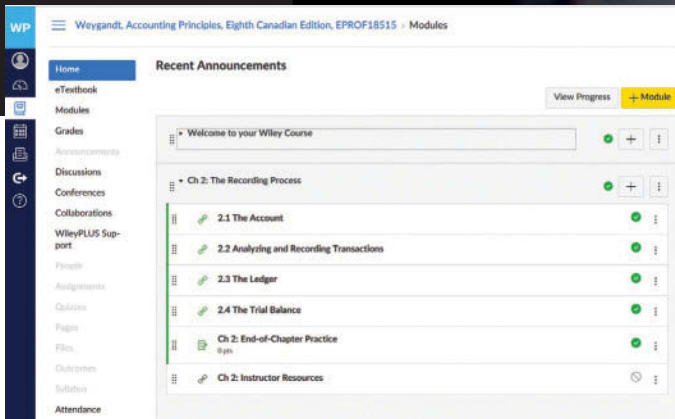 WP
Weygandt, Accounting Principles, Eighth Canadian Edition, EPROF18515 › Modules
Home
eTextbook
Modules
Grades
Announcements
Discussions
Conferences
Collaborations
WileyPLUS Sup-
port
People
Assignments
Quizzes
Pages
Files
Outcomes
Syllabus
Attendance
Recent Announcements
View Progress
+ Module
Welcome to your Wiley Course
Ch 2: The Recording Process
2.1 The Account
2.2 Analyzing and Recording Transactions
2.3 The Ledger
2.4 The Trial Balance
Ch 2: End-of-Chapter Practice
0 pts
Ch 2: Instructor Resources